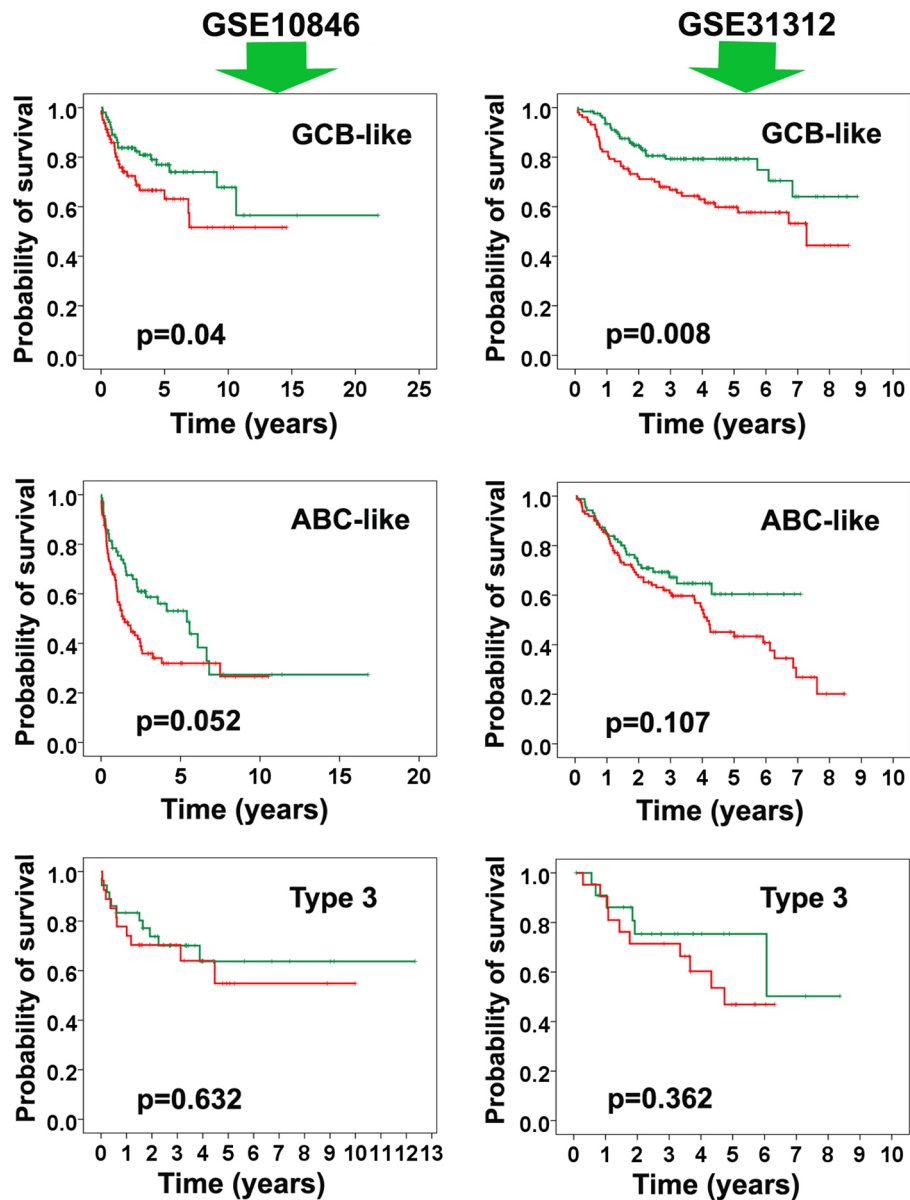 GSE10846
GSE31312
Probability of survival
1.0
0.8
0.6
0.4
0.2
0.0
GCB-like
p=0.04
0 5 10 15 20 25
Time (years)
Probability of survival
1.0
0.8
0.6
0.4
0.2
0.0
GCB-like
p=0.008
0 1 2 3 4 5 6 7 8 9 10
Time (years)
Probability of survival
1.0
0.8
0.6
0.4
0.2
0.0
ABC-like
p=0.052
0 5 10 15 20
Time (years)
Probability of survival
1.0
0.8
0.6
0.4
0.2
0.0
ABC-like
p=0.107
0 1 2 3 4 5 6 7 8 9 10
Time (years)
Probability of survival
1.0
0.8
0.6
0.4
0.2
0.0
Type 3
p=0.632
0 1 2 3 4 5 6 7 8 9 10 11 12 13
Time (years)
Probability of survival
1.0
0.8
0.6
0.4
0.2
0.0
Type 3
p=0.362
0 1 2 3 4 5 6 7 8 9 10
Time (years)